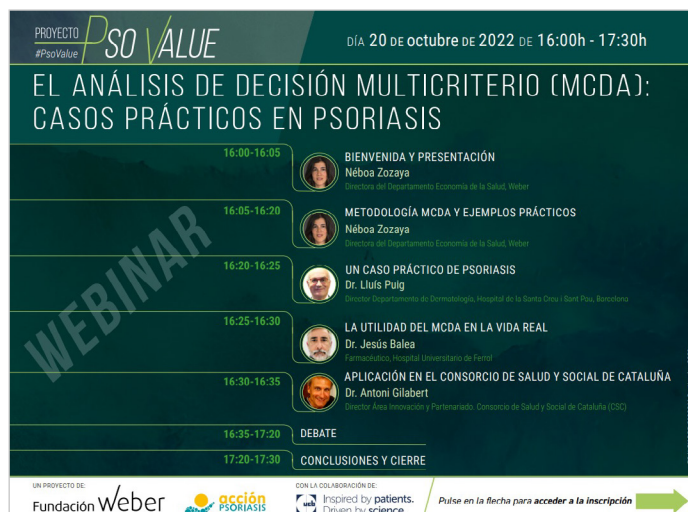 PROYECTO
PSO VALUE
#PsoValue
DÍA 20 DE octubre DE 2022 DE 16:00h - 17:30h
EL ANÁLISIS DE DECISIÓN MULTICRITERIO (MCDA):
CASOS PRÁCTICOS EN PSORIASIS
WEBINAR
16:00-16:05
BIENVENIDA Y PRESENTACIÓN
Néboa Zozaya
Directora del Departamento Economía de la Salud, Weber
16:05-16:20
METODOLOGÍA MCDA Y EJEMPLOS PRÁCTICOS
Néboa Zozaya
Directora del Departamento Economía de la Salud, Weber
16:20-16:25
UN CASO PRÁCTICO DE PSORIASIS
Dr. Lluís Puig
Director Departamento de Dermatología, Hospital de la Santa Creu i Sant Pau, Barcelona
16:25-16:30
LA UTILIDAD DEL MCDA EN LA VIDA REAL
Dr. Jesús Balea
Farmacéutico, Hospital Universitario de Ferrol
16:30-16:35
APLICACIÓN EN EL CONSORCIO DE SALUD Y SOCIAL DE CATALUÑA
Dr. Antoni Gilabert
Director Área Innovación y Partenariado. Consorcio de Salud y Social de Cataluña (CSC)
16:35-17:20
DEBATE
17:20-17:30
CONCLUSIONES Y CIERRE
UN PROYECTO DE:
Fundación Weber
acción
PSORIASIS
CON LA COLABORACIÓN DE:
ucb
Inspired by patients.
Driven by science.
Pulse en la flecha para acceder a la inscripción